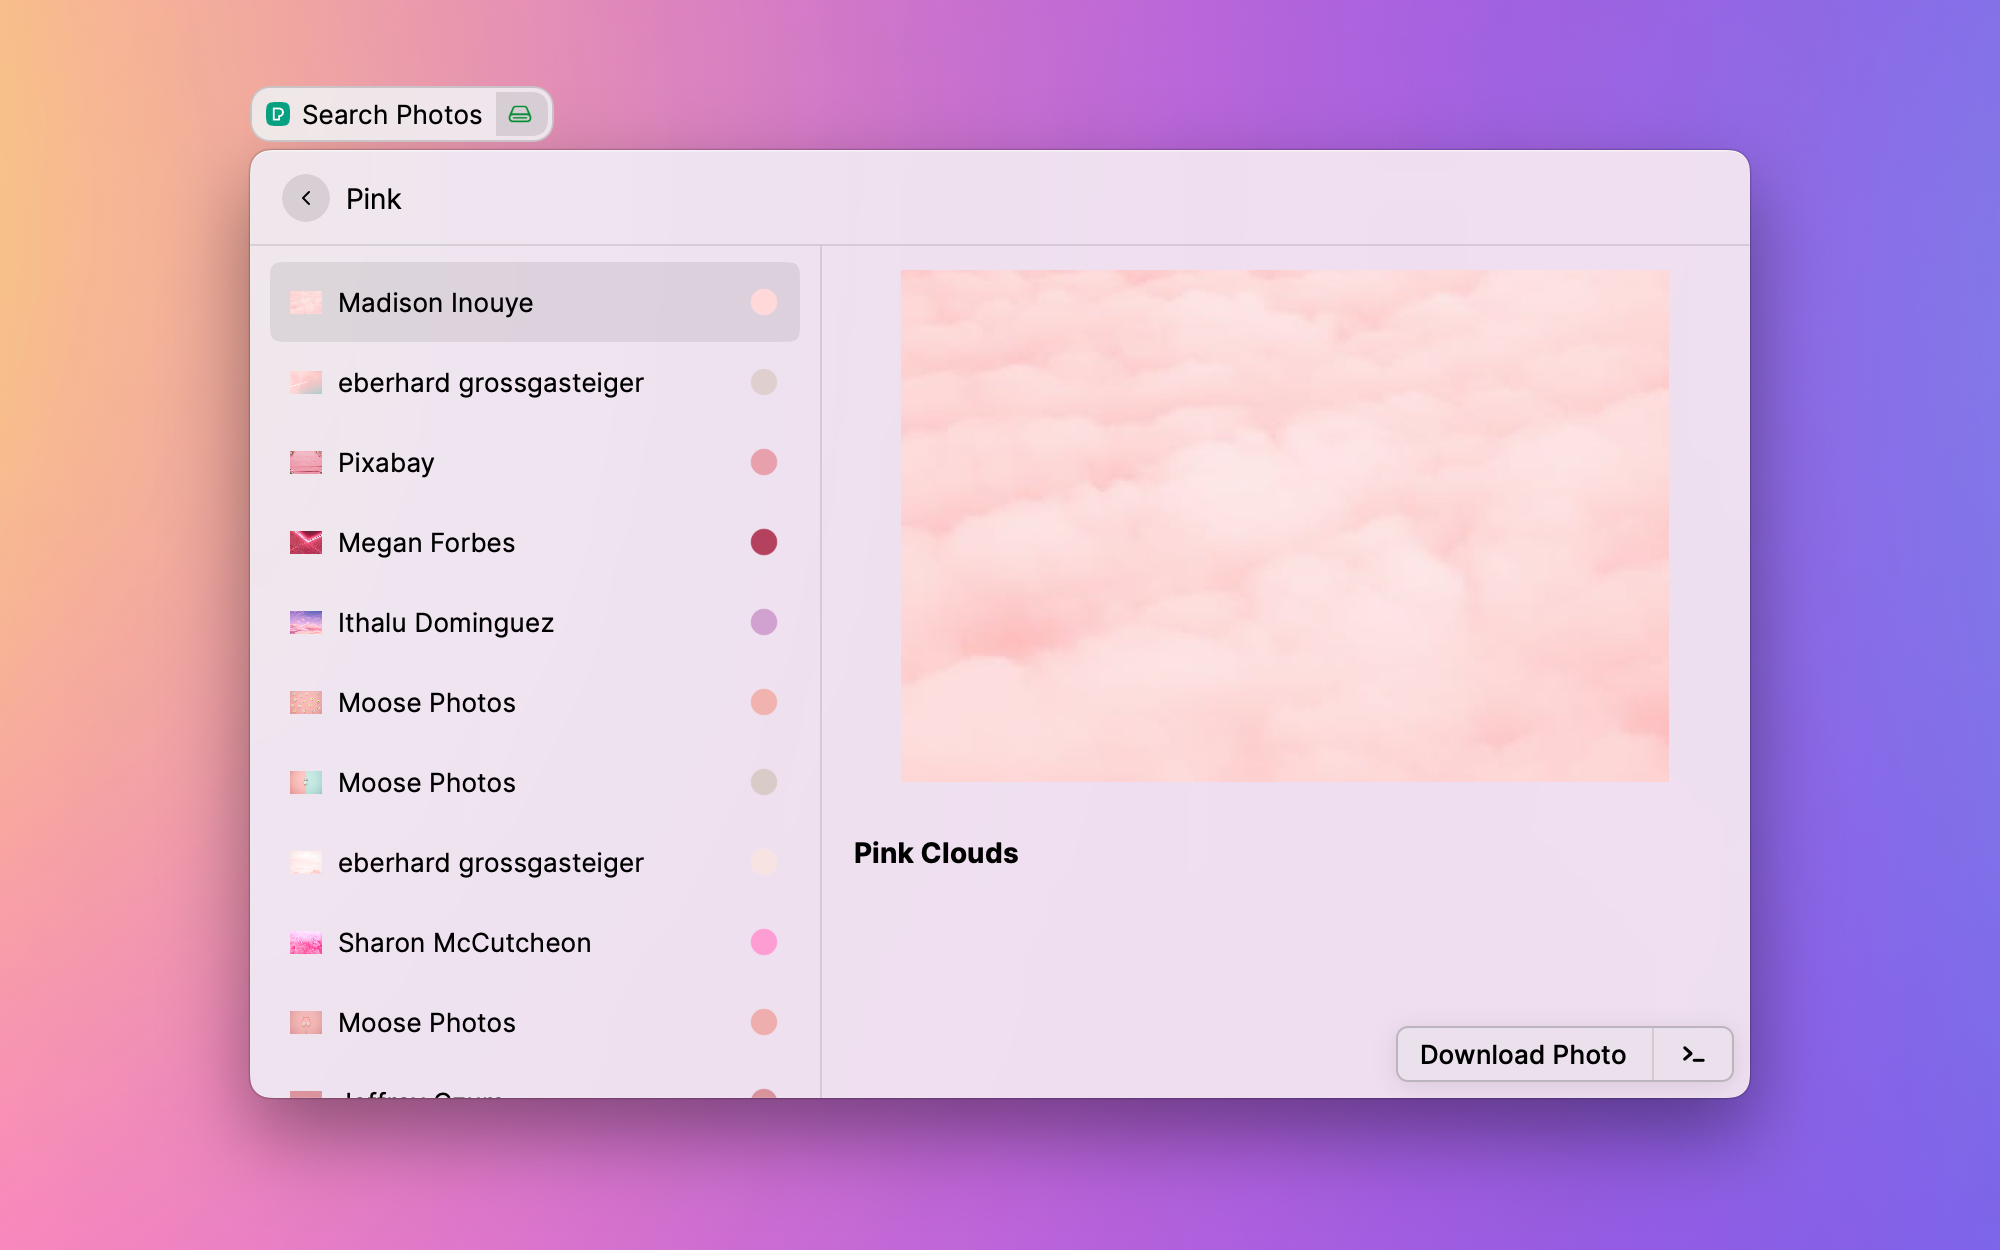 Search Photos
Pink
Madison Inouye
eberhard grossgasteiger
Pixabay
Megan Forbes
Ithalu Dominguez
Moose Photos
Moose Photos
eberhard grossgasteiger
Sharon McCutcheon
Moose Photos
Pink Clouds
Download Photo